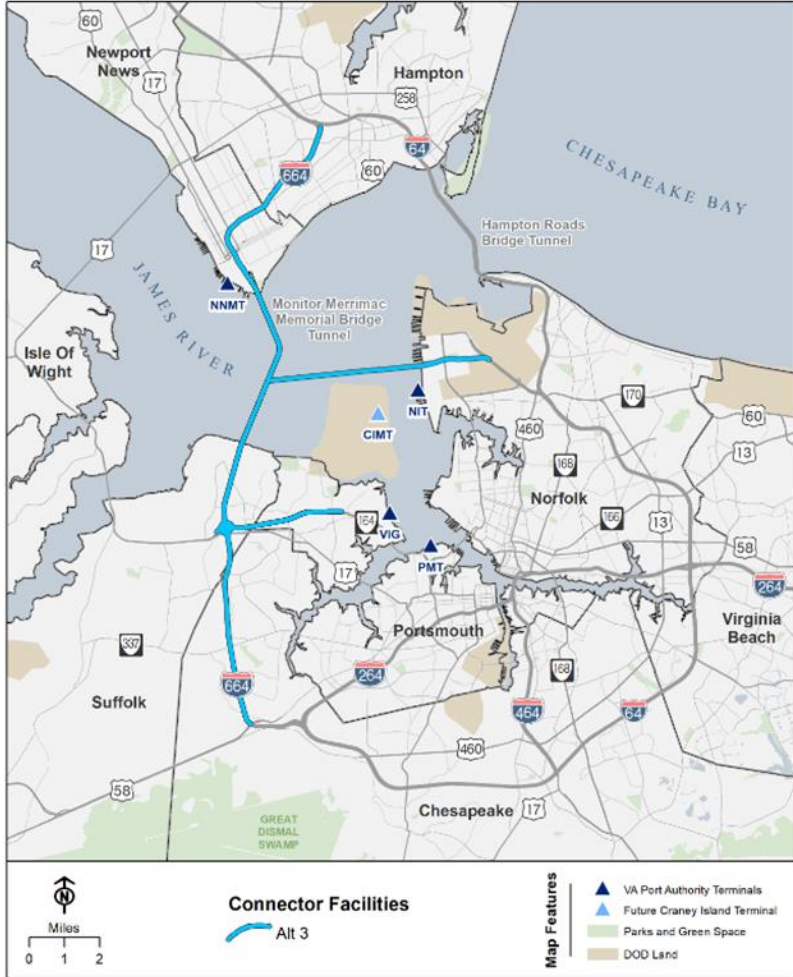 60
Newport
News
17
Hampton
258
64
664
60
CHESAPEAKE BAY
Hampton Roads
Bridge Tunnel
17
JAMES RIVER
NNMT
Monitor Merrimac
Memorial Bridge
Tunnel
Isle Of
Wight
NIT
170
CIMT
460
60
13
168
Norfolk
164
VIG
166
13
PMT
58
17
264
Virginia
Beach
337
Portsmouth
Suffolk
664
264
168
464
64
460
58
Chesapeake
17
GREAT
DISMAL
SWAMP
N
Miles
0 1 2
Connector Facilities
Alt 3
Map Features
VA Port Authority Terminals
Future Craney Island Terminal
Parks and Green Space
DOD Land